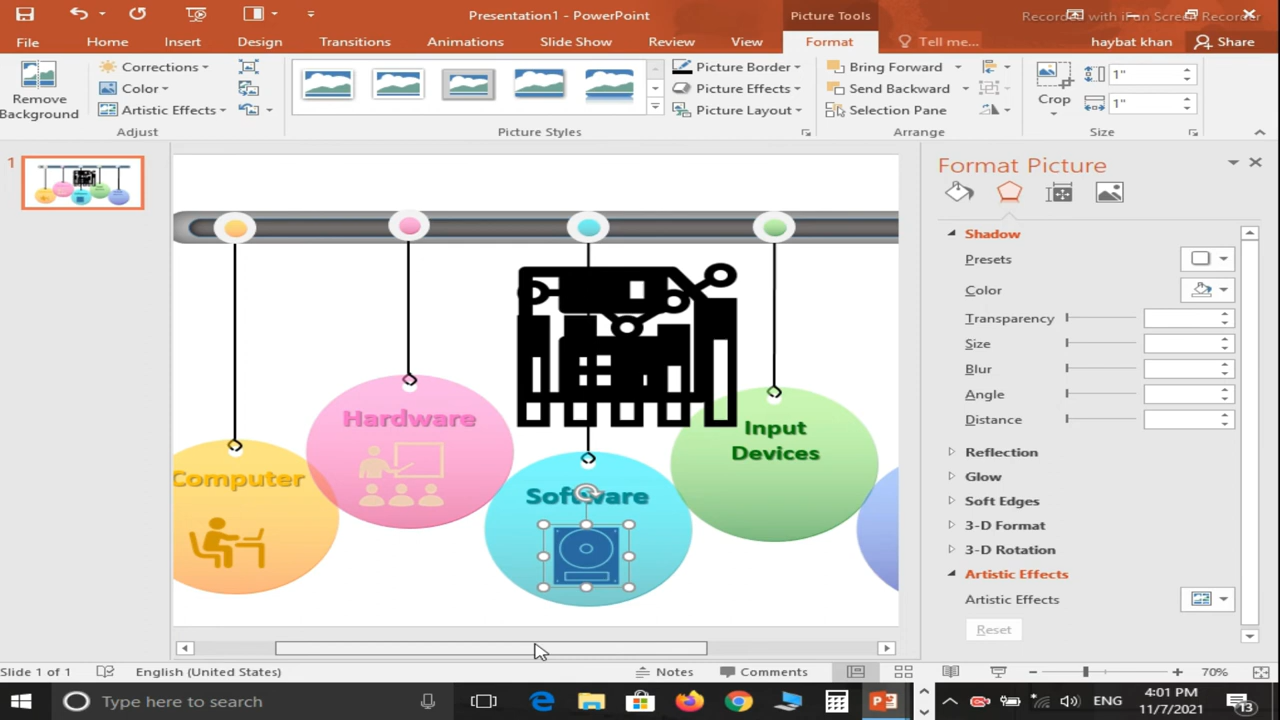 Presentation1 - PowerPoint
Picture Tools
Recorded with iFun Screen Recorder
File
Home
Insert
Design
Transitions
Animations
Slide Show
Review
View
Format
Tell me...
haybat khan
Share
Remove
Background
Corrections
Color
Artistic Effects
Adjust
Picture Styles
Picture Border
Picture Effects
Picture Layout
Bring Forward
Send Backward
Selection Pane
Arrange
Crop
1"
1"
Size
1
Format Picture
Shadow
Presets
Color
Transparency
Size
Blur
Angle
Distance
Reflection
Glow
Soft Edges
3-D Format
3-D Rotation
Artistic Effects
Artistic Effects
Reset
Computer
Hardware
Software
Input
Devices
Slide 1 of 1
English (United States)
Notes
Comments
70%
Type here to search
ENG
4:01 PM
11/7/2021
13